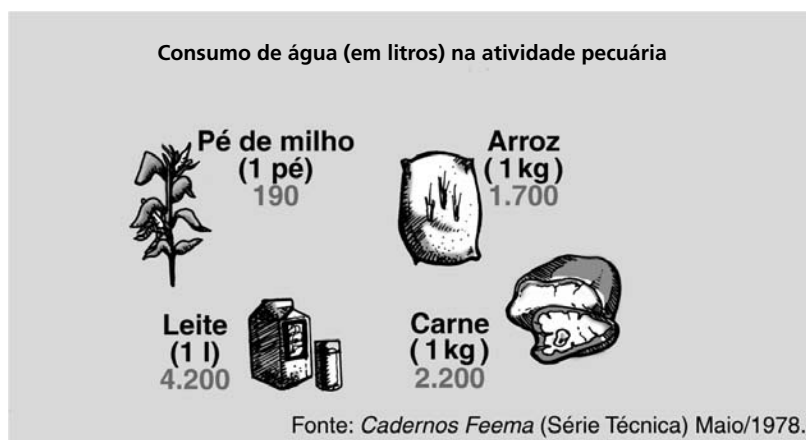 Consumo de água (em litros) na atividade pecuária
Pé de milho
(1 pé)
190
Arroz
(1 kg)
1.700
Leite
(1 l)
4.200
Carne
(1 kg)
2.200
Fonte: Cadernos Feema (Série Técnica) Maio/1978.